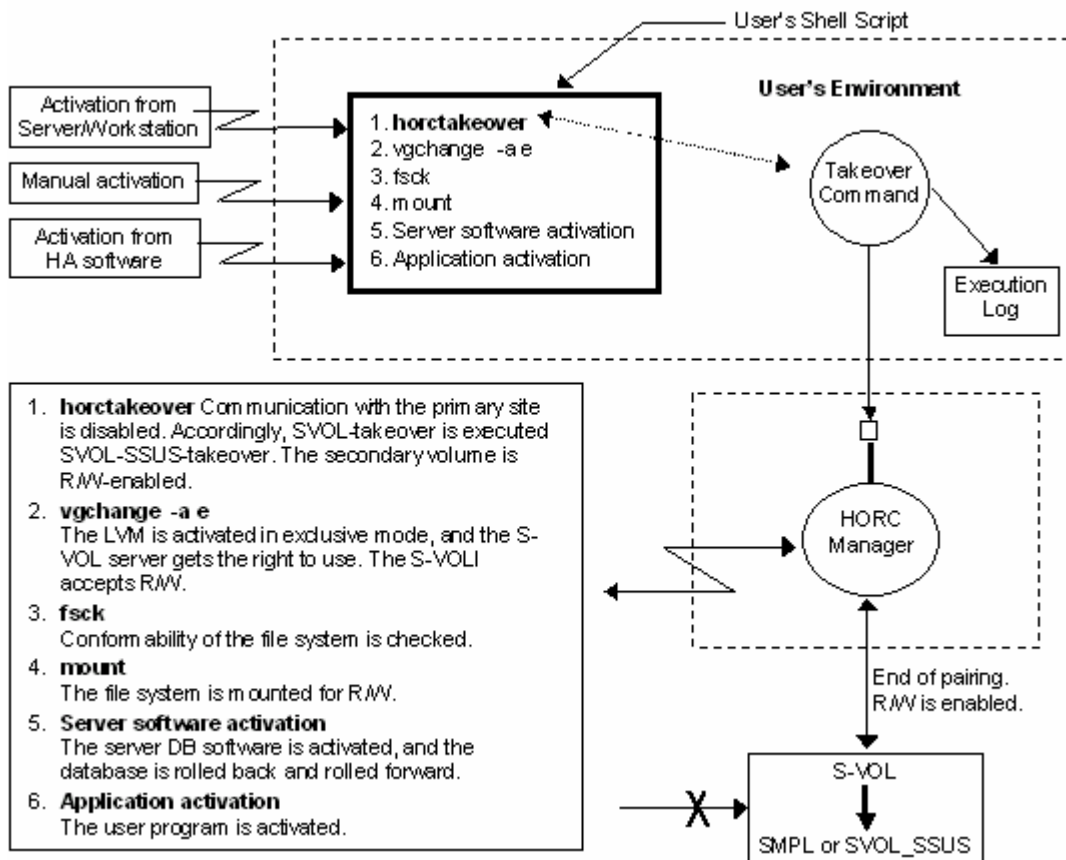 User's Shell Script
User's Environment
Activation from
Server/Workstation
Manual activation
Activation from
HA software
1. horctakeover
2. vgchange -a e
3. fsck
4. mount
5. Server software activation
6. Application activation
Takeover
Command
Execution
Log
1. horctakeover Communication with the primary site
is disabled. Accordingly, SVOL-takeover is executed
SVOL-SSUS-takeover. The secondary volume is
R/W-enabled.
2. vgchange -a e
The LVM is activated in exclusive mode, and the S-
VOL server gets the right to use. The S-VOLI
accepts R/W.
3. fsck
Conformability of the file system is checked.
4. mount
The file system is mounted for R/W.
5. Server software activation
The server DB software is activated, and the
database is rolled back and rolled forward.
6. Application activation
The user program is activated.
HORC
Manager
End of pairing.
R/W is enabled.
X
S-VOL
SMPL or SVOL_SSUS